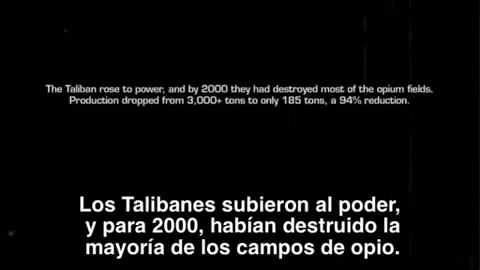 The Taliban rose to power, and by 2000 they had destroyed most of the opium fields.
Production dropped from 3,000+ tons to only 185 tons, a 94% reduction.
Los Talibanes subieron al poder,
y para 2000, habían destruido la
mayoría de los campos de opio.